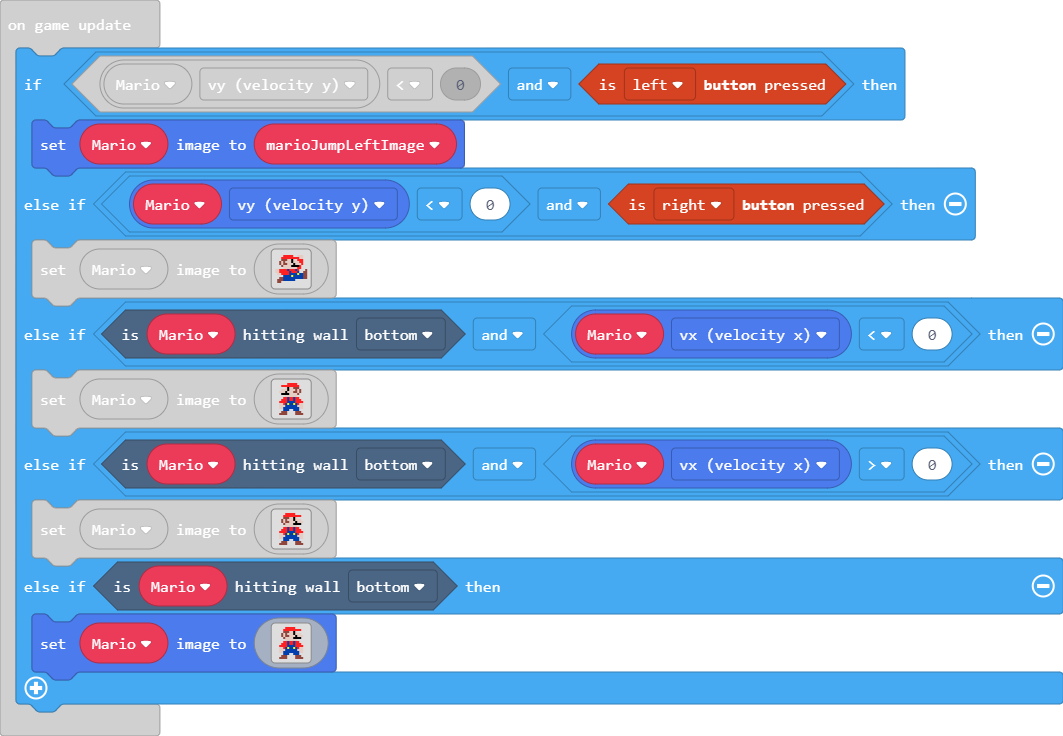 on game update
if Mario vy (velocity y) < 0 and is left button pressed then
set Mario image to marioJumpLeftImage
else if Mario vy (velocity y) < 0 and is right button pressed then
set Mario image to
else if is Mario hitting wall bottom and Mario vx (velocity x) < 0 then
set Mario image to
else if is Mario hitting wall bottom and Mario vx (velocity x) > 0 then
set Mario image to
else if is Mario hitting wall bottom then
set Mario image to